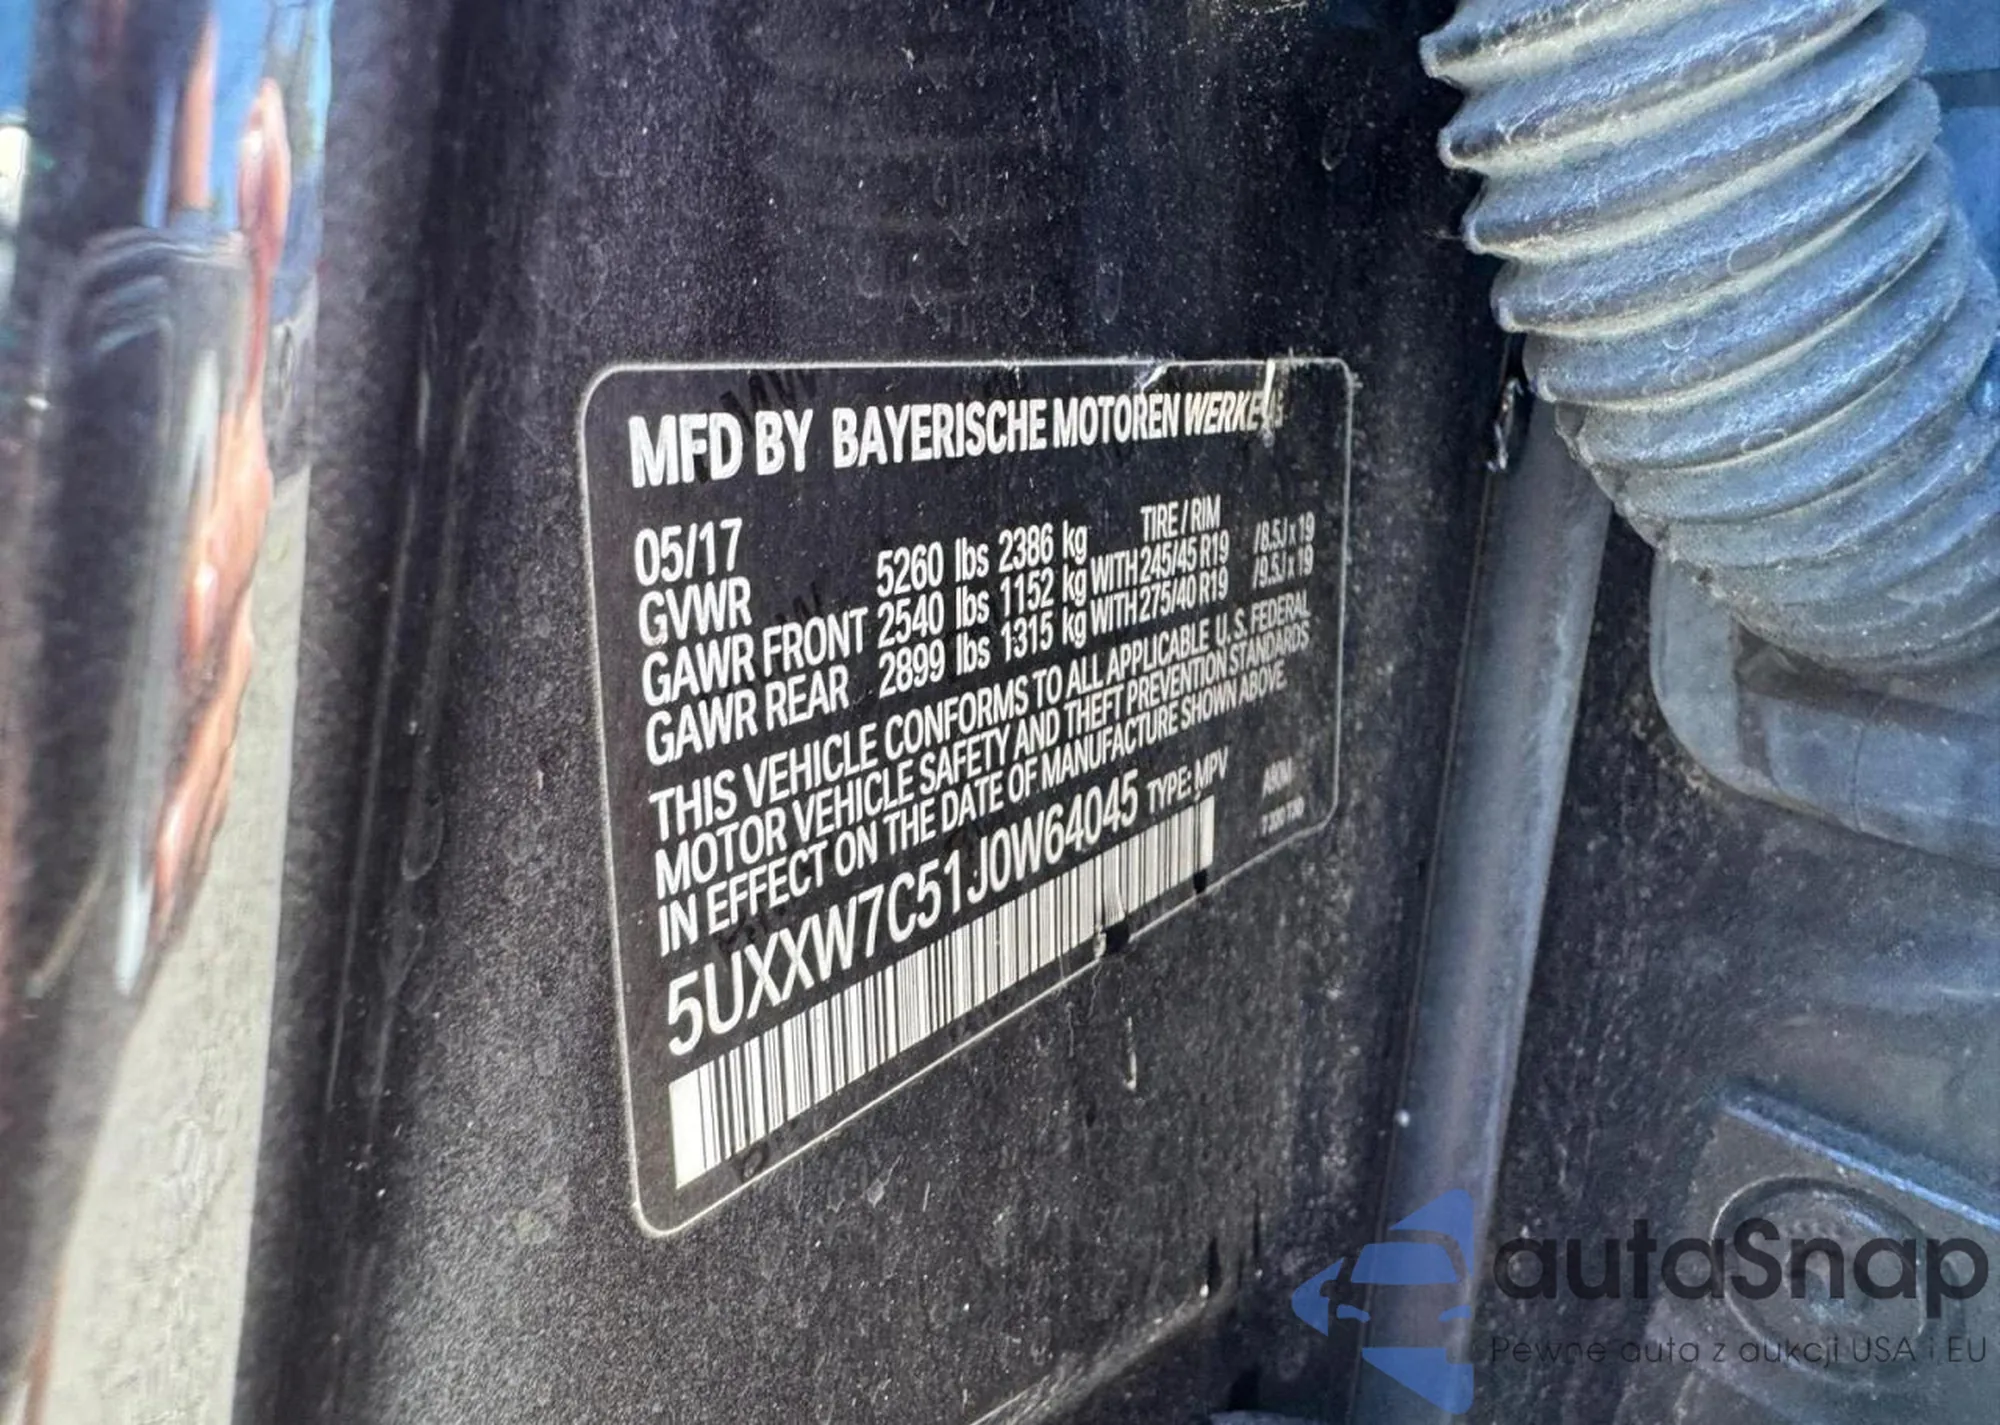 MFD BY BAYERISCHE MOTOREN WERKE AG
05/17 TIRE / RIM
GVWR 5260 lbs 2386 kg
GAWR FRONT 2540 lbs 1152 kg WITH 245/45 R19 /8.5J x 19
GAWR REAR 2899 lbs 1315 kg WITH 275/40 R19 /9.5J x 19
THIS VEHICLE CONFORMS TO ALL APPLICABLE U. S. FEDERAL
MOTOR VEHICLE SAFETY AND THEFT PREVENTION STANDARDS
IN EFFECT ON THE DATE OF MANUFACTURE SHOWN ABOVE
5UXXW7C51J0W64045 TYPE: MPV
autaSnap
Pewne auta z aukcji USA i EU